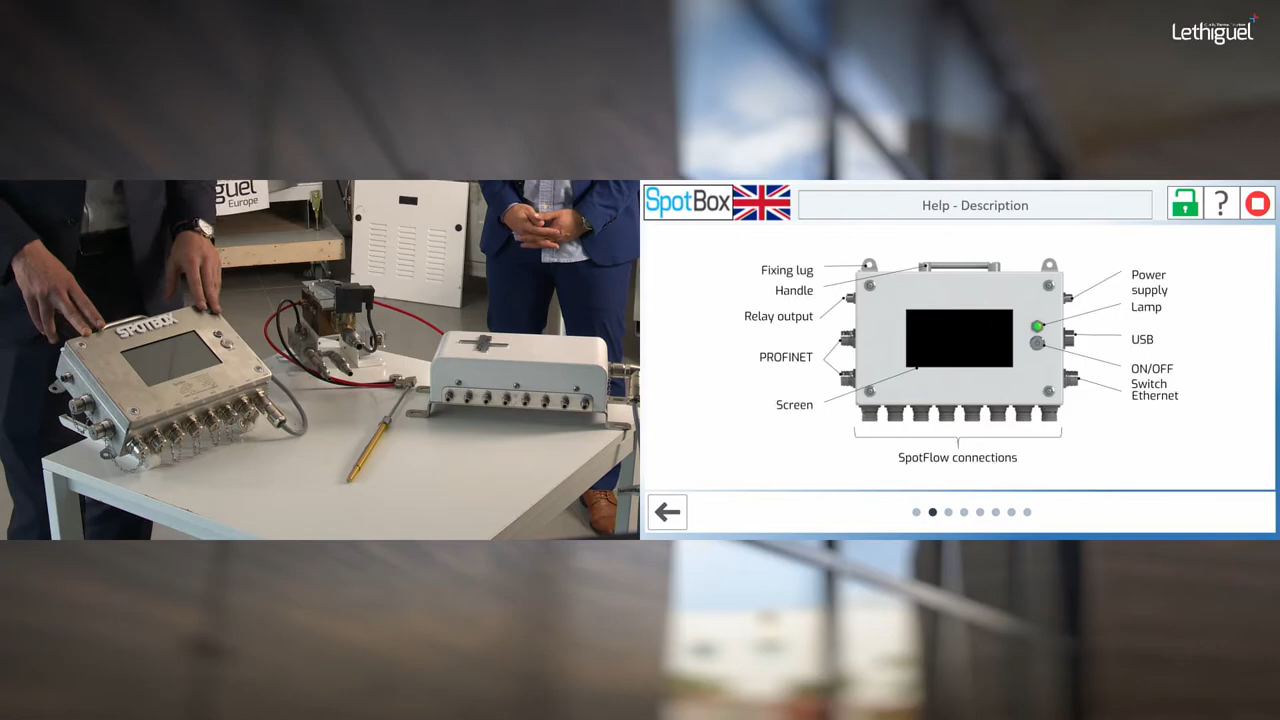 Lethiguel
guel
Europe
SPOTBOX
SpotBox
Help - Description
?
Fixing lug
Handle
Relay output
PROFINET
Screen
Power
supply
Lamp
USB
ON/OFF
Switch
Ethernet
SpotFlow connections